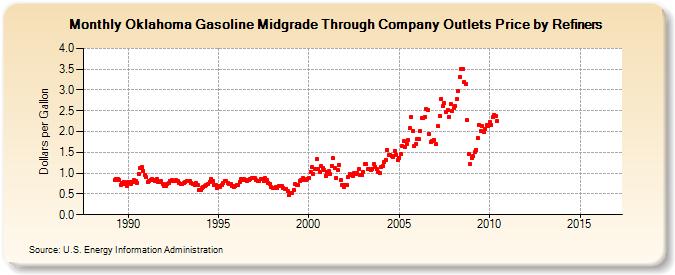 Monthly Oklahoma Gasoline Midgrade Through Company Outlets Price by Refiners
Dollars per Gallon
4.0
3.5
3.0
2.5
2.0
1.5
1.0
0.5
0.0
1990 1995 2000 2005 2010 2015
Source: U.S. Energy Information Administration